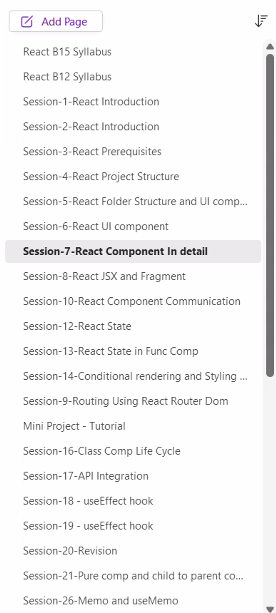 Add Page
React B15 Syllabus
React B12 Syllabus
Session-1-React Introduction
Session-2-React Introduction
Session-3-React Prerequisites
Session-4-React Project Structure
Session-5-React Folder Structure and UI comp...
Session-6-React UI component
Session-7-React Component In detail
Session-8-React JSX and Fragment
Session-10-React Component Communication
Session-12-React State
Session-13-React State in Func Comp
Session-14-Conditional rendering and Styling ...
Session-9-Routing Using React Router Dom
Mini Project - Tutorial
Session-16-Class Comp Life Cycle
Session-17-API Integration
Session-18 - useEffect hook
Session-19 - useEffect hook
Session-20-Revision
Session-21-Pure comp and child to parent co...
Session-26-Memo and useMemo